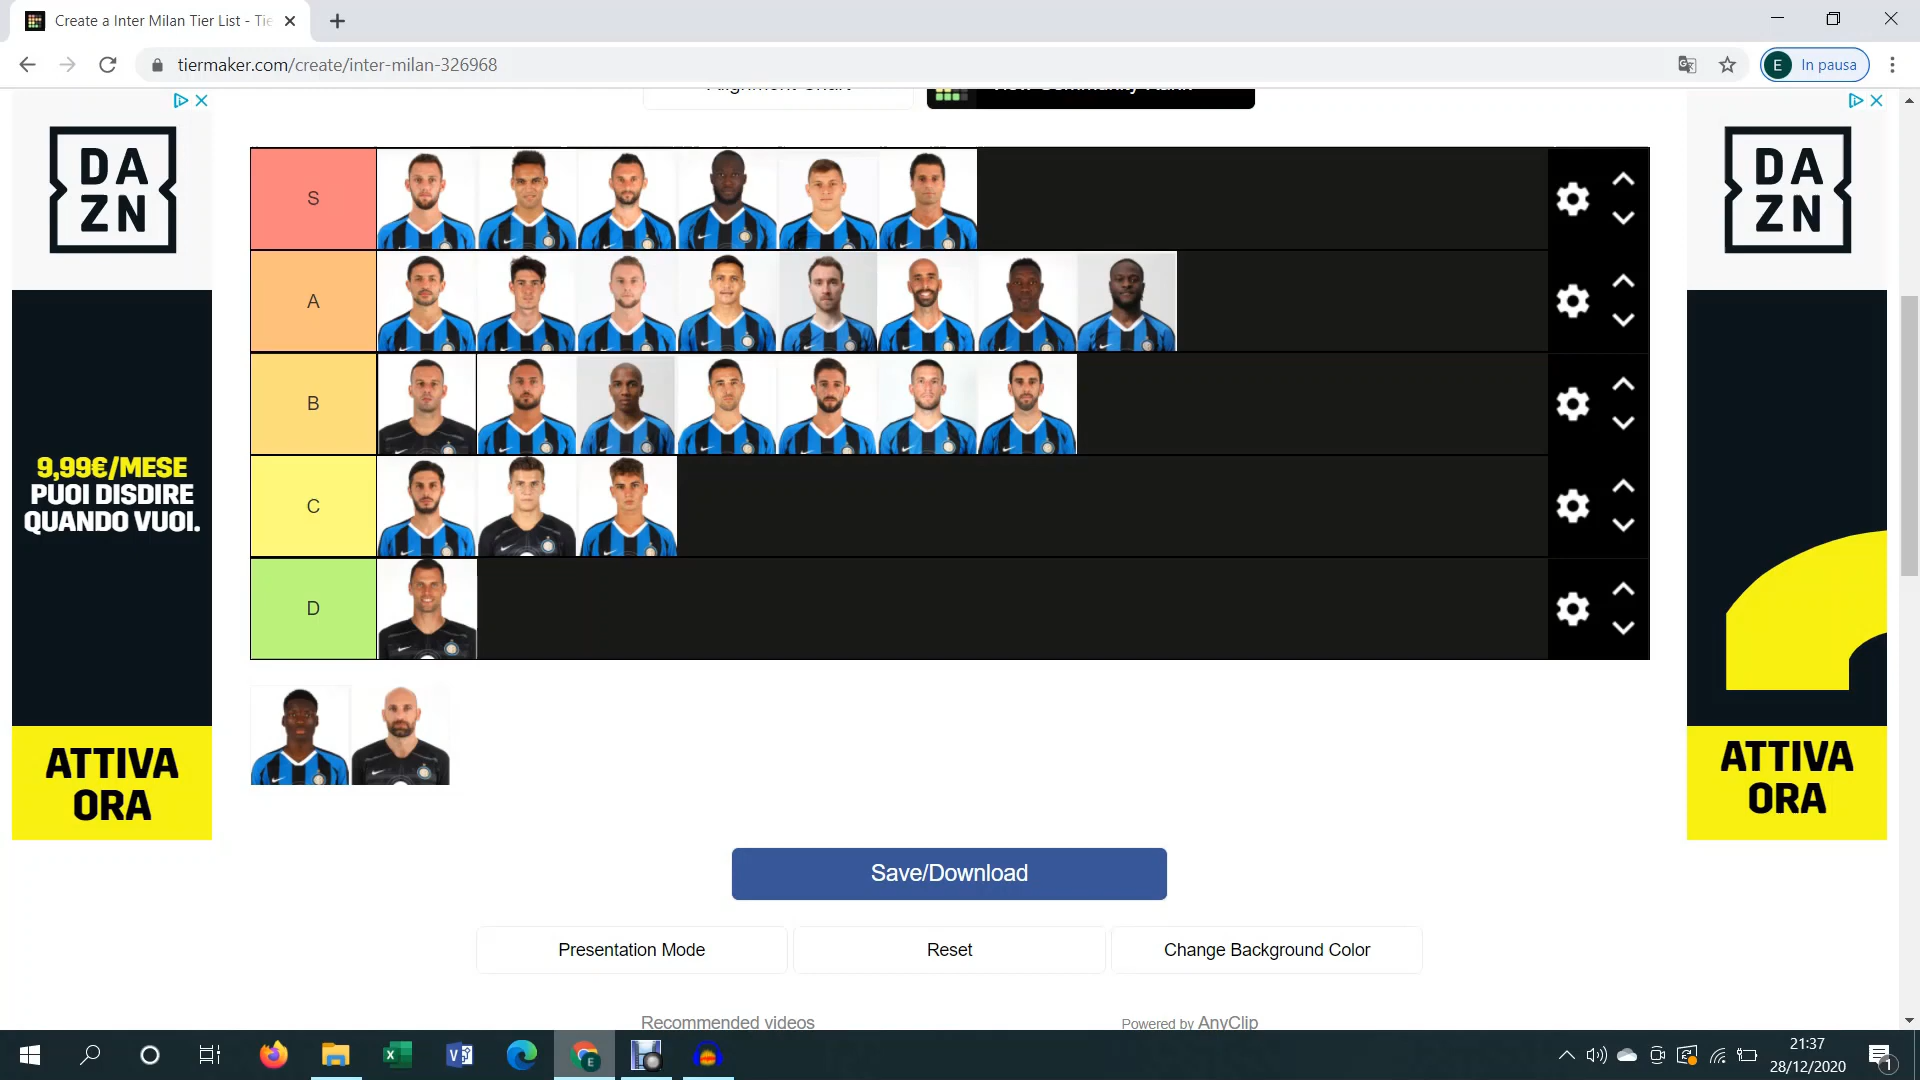 Create a Inter Milan Tier List - Tie
tiermaker.com/create/inter-milan-326968
E
In pausa
DA
ZN
9,99€/MESE
PUOI DISDIRE
QUANDO VUOI.
ATTIVA
ORA
S
A
B
C
D
DA
ZN
ATTIVA
ORA
Save/Download
Presentation Mode
Reset
Change Background Color
Recommended videos
Powered by AnyClip
21:37
28/12/2020
1